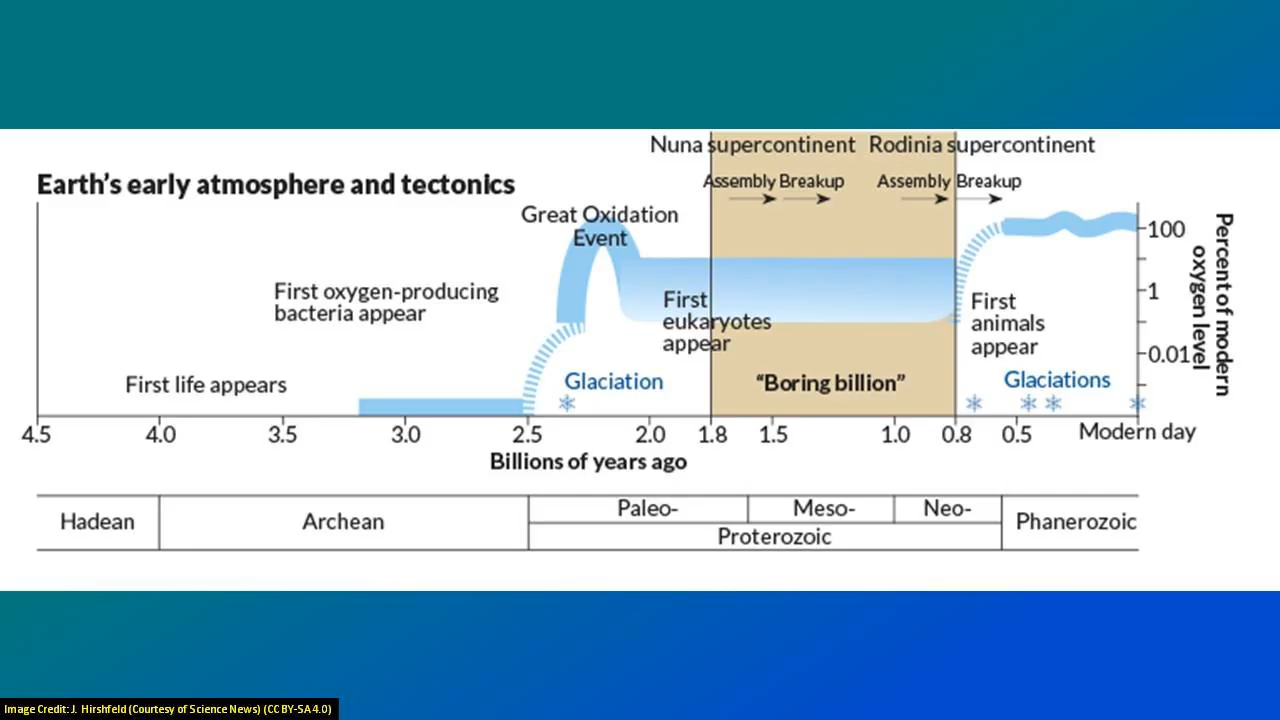 Nuna supercontinent
Rodinia supercontinent
Assembly Breakup
Assembly Breakup
Earth's early atmosphere and tectonics
Great Oxidation
Event
First oxygen-producing
bacteria appear
First life appears
First
eukaryotes
appear
First
animals
appear
Glaciation
"Boring billion"
Glaciations
100
1
0.01
Percent of modern
oxygen level
4.5
4.0
3.5
3.0
2.5
2.0
1.8
1.5
1.0
0.8
0.5
Modern day
Billions of years ago
Hadean
Archean
Paleo-
Meso-
Neo-
Proterozoic
Phanerozoic
Image Credit: J. Hirshfeld (Courtesy of Science News) (CC BY-SA 4.0)